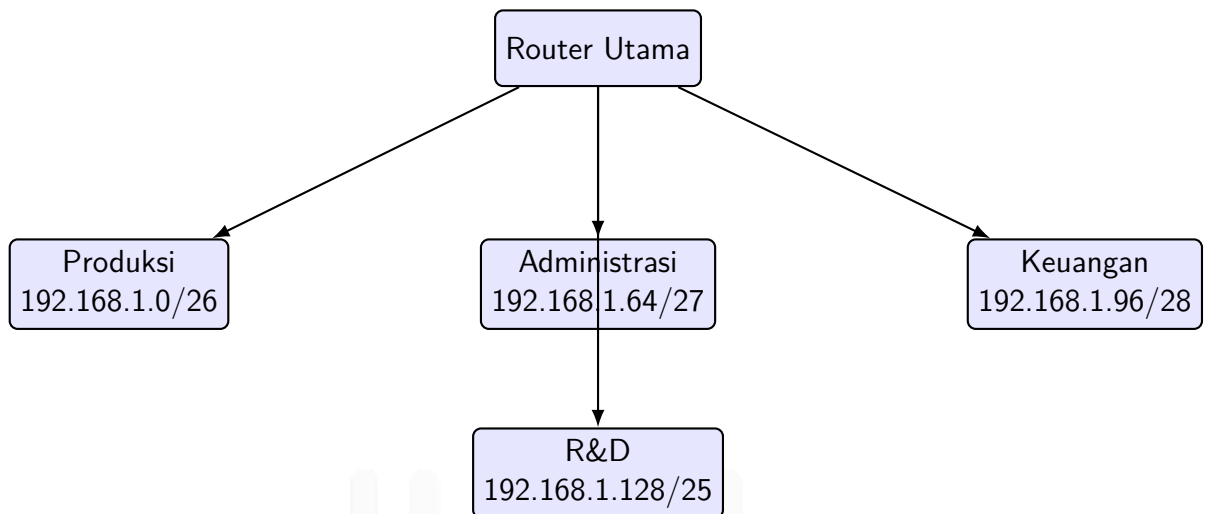 Router Utama
Produksi
192.168.1.0/26
Administrasi
192.168.1.64/27
Keuangan
192.168.1.96/28
R&D
192.168.1.128/25